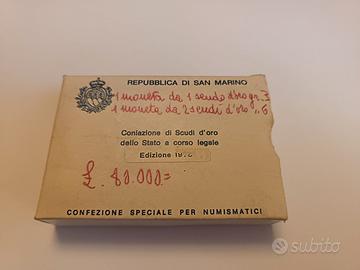 REPUBBLICA DI SAN MARINO
1 moneta da 1 scudo d'oro gr. 3
1 moneta da 2 scudi d'oro " 6
Coniazione di Scudi d'oro
dello Stato a corso legale
Edizione
£. 80.000=
CONFEZIONE SPECIALE PER NUMISMATICI
subito